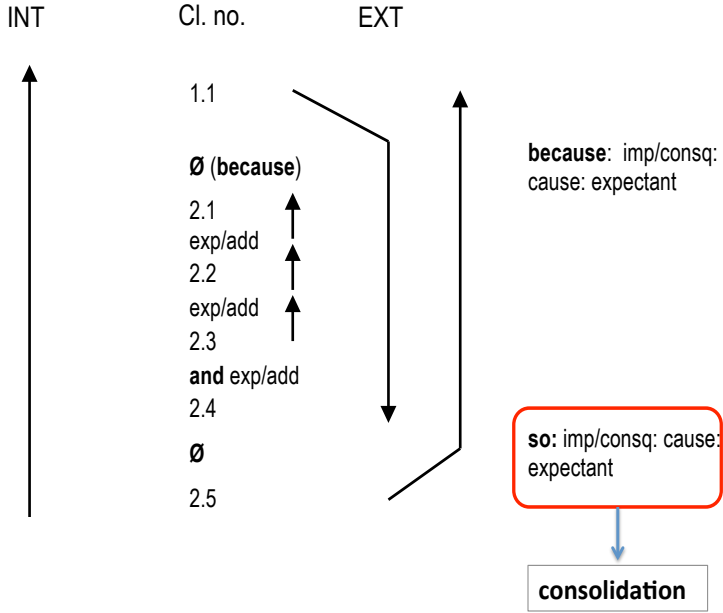 INT Cl. no. EXT
1.1
Ø (because)
2.1
exp/add
2.2
exp/add
2.3
and exp/add
2.4
Ø
2.5
because: imp/consq:
cause: expectant
so: imp/consq: cause:
expectant
consolidation